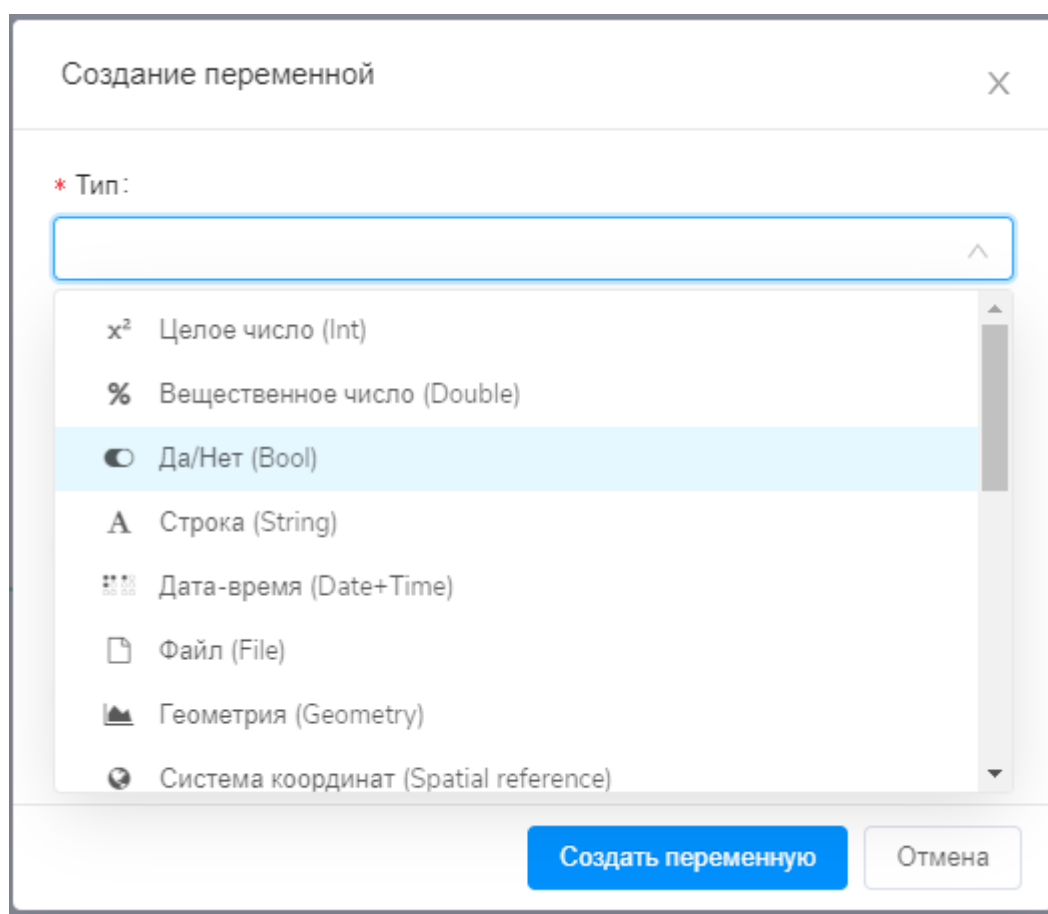 Создание переменной
* Тип:
x² Целое число (Int)
% Вещественное число (Double)
Да/Нет (Bool)
A Строка (String)
Дата-время (Date+Time)
Файл (File)
Геометрия (Geometry)
Система координат (Spatial reference)
Создать переменную Отмена